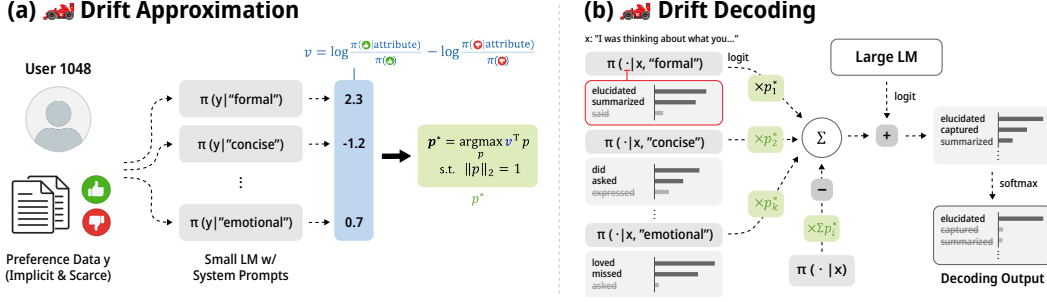 (a) Drift Approximation
v = log π(👍|attribute)/π(👍) − log π(👎|attribute)/π(👎)
User 1048
Preference Data y
(Implicit & Scarce)
π (y|"formal")
π (y|"concise")
⋮
π (y|"emotional")
Small LM w/
System Prompts
2.3
-1.2
0.7
p* = argmax v^T p
p
s.t. ‖p‖₂ = 1
p*
(b) Drift Decoding
x: "I was thinking about what you..."
π ( ·|x, "formal")
elucidated
summarized
said
π ( ·|x, "concise")
did
asked
expressed
⋮
π ( ·|x, "emotional")
loved
missed
asked
logit
×p₁*
×p₂*
×pₖ*
Σ
−
×Σpᵢ*
π ( · |x)
Large LM
logit
+
elucidated
captured
summarized
⋮
softmax
elucidated
captured
summarized
⋮
Decoding Output